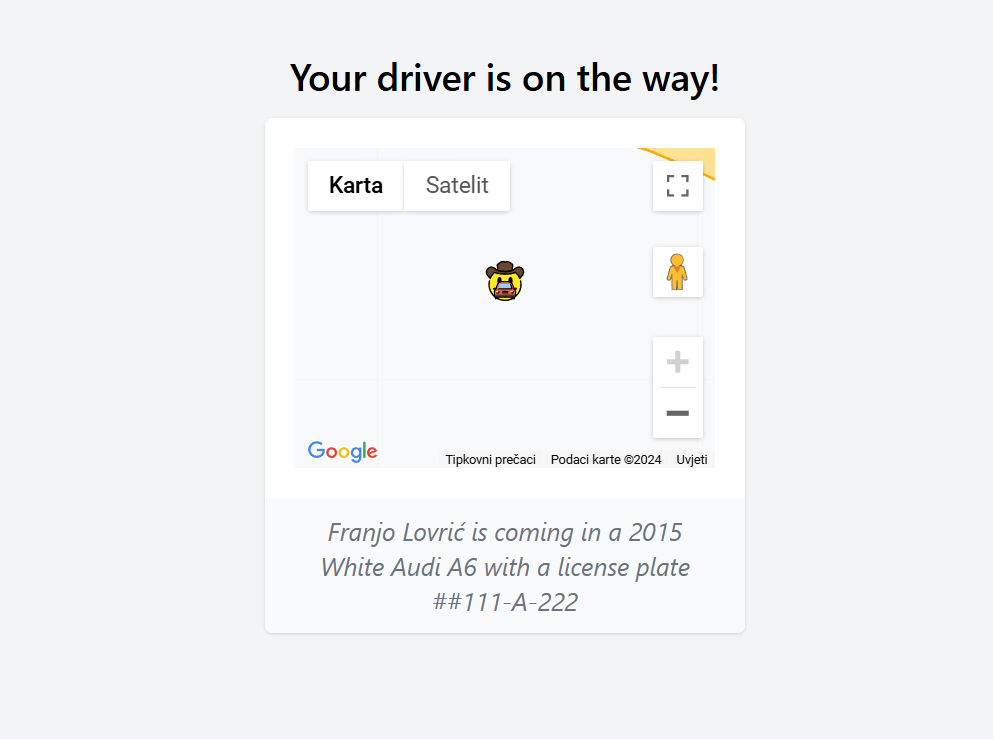 Your driver is on the way!
Karta Satelit
Google
Tipkovni prečaci Podaci karte ©2024 Uvjeti
Franjo Lovrić is coming in a 2015
White Audi A6 with a license plate
##111-A-222